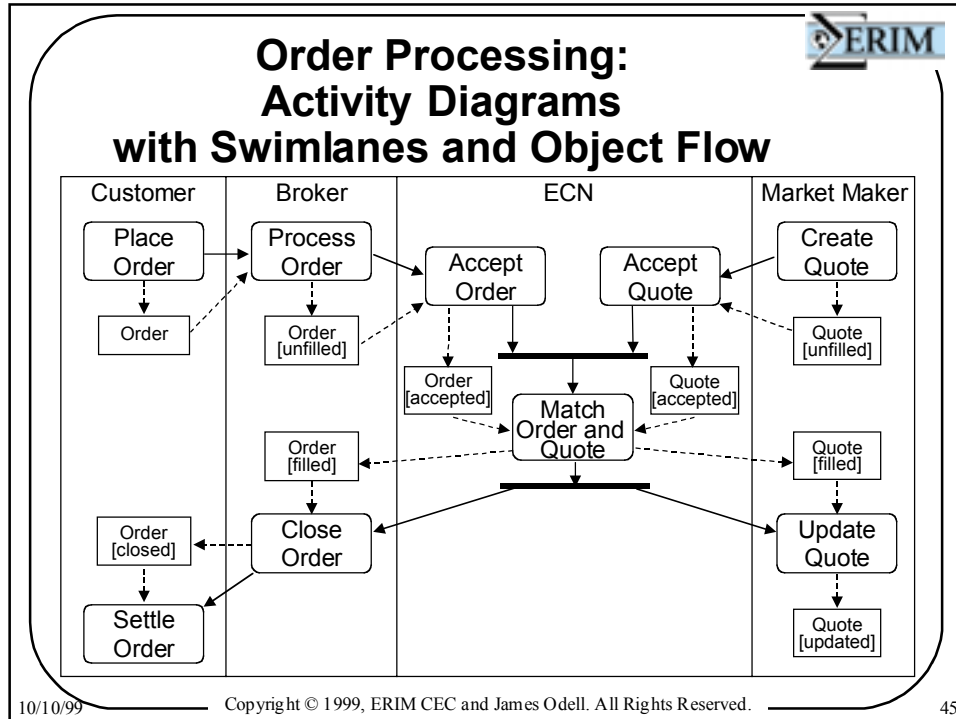 ERIM
Order Processing:
Activity Diagrams
with Swimlanes and Object Flow
Customer
Broker
ECN
Market Maker
Place
Order
Process
Order
Accept
Order
Accept
Quote
Create
Quote
Order
Order
[unfilled]
Quote
[unfilled]
Order
[accepted]
Quote
[accepted]
Match
Order and
Quote
Order
[filled]
Quote
[filled]
Order
[closed]
Close
Order
Update
Quote
Settle
Order
Quote
[updated]
10/10/99
Copyright © 1999, ERIM CEC and James Odell. All Rights Reserved.
45